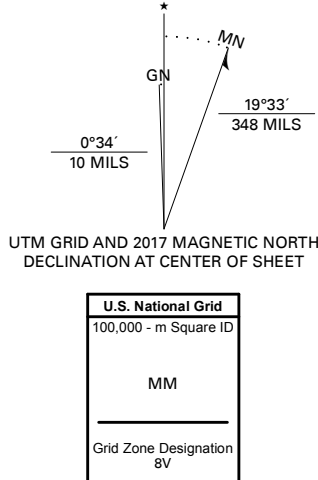 ★
MN
GN
19°33´
348 MILS
0°34´
10 MILS
UTM GRID AND 2017 MAGNETIC NORTH
DECLINATION AT CENTER OF SHEET
U.S. National Grid
100,000 - m Square ID
MM
Grid Zone Designation
8V